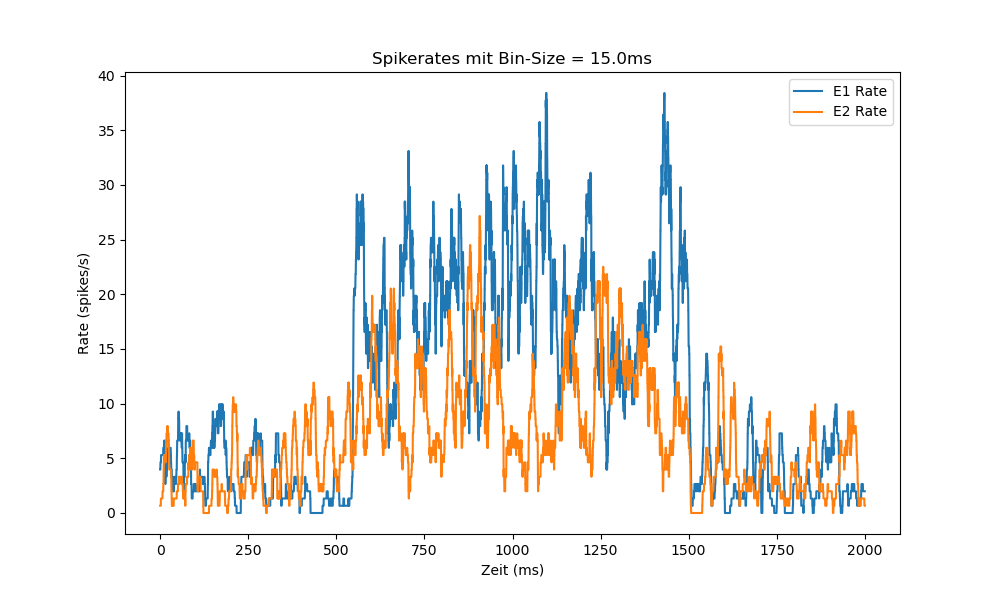 Spikerates mit Bin-Size = 15.0ms
E1 Rate
E2 Rate
Rate (spikes/s)
40
35
30
25
20
15
10
5
0
0 250 500 750 1000 1250 1500 1750 2000
Zeit (ms)